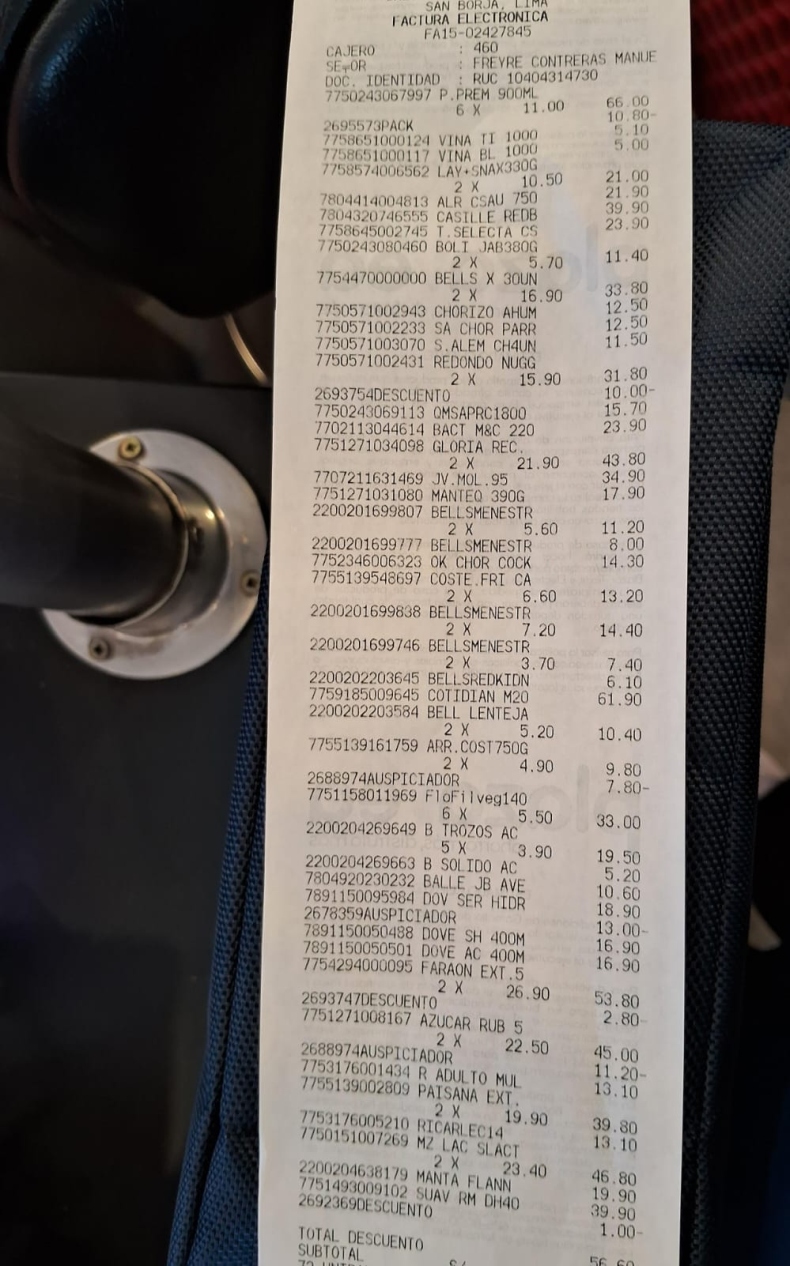 SAN BORJA, LIMA
FACTURA ELECTRONICA
FA15-02427845
CAJERO : 460
SE¬OR : FREYRE CONTRERAS MANUE
DOC. IDENTIDAD : RUC 10404314730
7750243067997 P.PREM 900ML
6 X 11.00 66.00
2695573PACK 10.80-
7758651000124 VINA TI 1000 5.10
7758651000117 VINA BL 1000 5.00
7758574006562 LAY+SNAX330G
2 X 10.50 21.00
7804414004813 ALR CSAU 750 21.90
7804320746555 CASILLE REDB 39.90
7758645002745 T.SELECTA CS 23.90
7750243080460 BOLI JAB380G
2 X 5.70 11.40
7754470000000 BELLS X 30UN
2 X 16.90 33.80
7750571002943 CHORIZO AHUM 12.50
7750571002233 SA CHOR PARR 12.50
7750571003070 S.ALEM CH4UN 11.50
7750571002431 REDONDO NUGG
2 X 15.90 31.80
2693754DESCUENTO 10.00-
7750243069113 QMSAPRC1800 15.70
7702113044614 BACT M&C 220 23.90
7751271034098 GLORIA REC.
2 X 21.90 43.80
7707211631469 JV.MOL.95 34.90
7751271031080 MANTEQ 390G 17.90
2200201699807 BELLSMENESTR
2 X 5.60 11.20
2200201699777 BELLSMENESTR 8.00
7752346006323 OK CHOR COCK 14.30
7755139548697 COSTE.FRI CA
2 X 6.60 13.20
2200201699838 BELLSMENESTR
2 X 7.20 14.40
2200201699746 BELLSMENESTR
2 X 3.70 7.40
2200202203645 BELLSREDKIDN 6.10
7759185009645 COTIDIAN M20 61.90
2200202203584 BELL LENTEJA
2 X 5.20 10.40
7755139161759 ARR.COST750G
2 X 4.90 9.80
2688974AUSPICIADOR 7.80-
7751158011969 FloFilveg140
6 X 5.50 33.00
2200204269649 B TROZOS AC
5 X 3.90 19.50
2200204269663 B SOLIDO AC 5.20
7804920230232 BALLE JB AVE 10.60
7891150095984 DOV SER HIDR 18.90
2678359AUSPICIADOR 13.00-
7891150050488 DOVE SH 400M 16.90
7891150050501 DOVE AC 400M 16.90
7754294000095 FARAON EXT.5
2 X 26.90 53.80
2693747DESCUENTO 2.80-
7751271008167 AZUCAR RUB 5
2 X 22.50 45.00
2688974AUSPICIADOR 11.20-
7753176001434 R ADULTO MUL 13.10
7755139002809 PAISANA EXT.
2 X 19.90 39.80
7753176005210 RICARLEC14 13.10
7750151007269 MZ LAC SLACT
2 X 23.40 46.80
2200204638179 MANTA FLANN 19.90
7751493009102 SUAV RM DH40 39.90
2692369DESCUENTO 1.00-
TOTAL DESCUENTO 56.60
SUBTOTAL